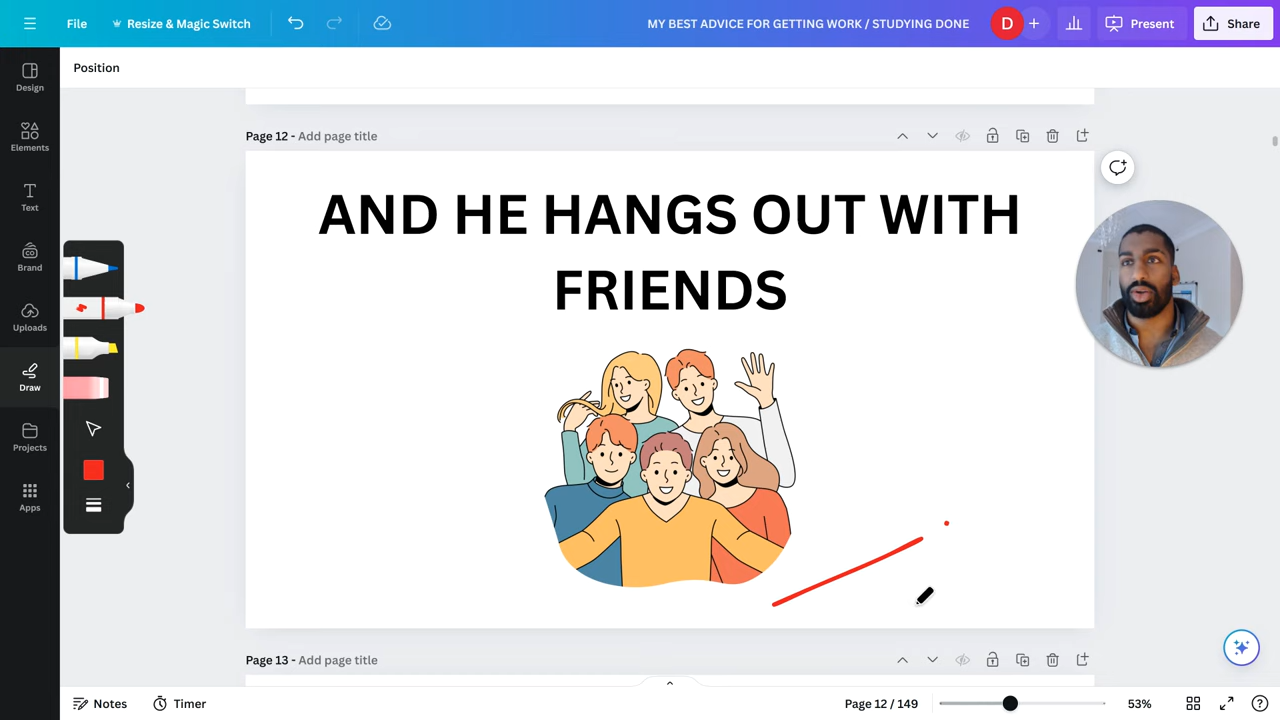 File
Resize & Magic Switch
MY BEST ADVICE FOR GETTING WORK / STUDYING DONE
D
Present
Share
Position
Design
Elements
Text
Brand
Uploads
Draw
Projects
Apps
Page 12 - Add page title
AND HE HANGS OUT WITH
FRIENDS
Page 13 - Add page title
Notes
Timer
Page 12 / 149
53%